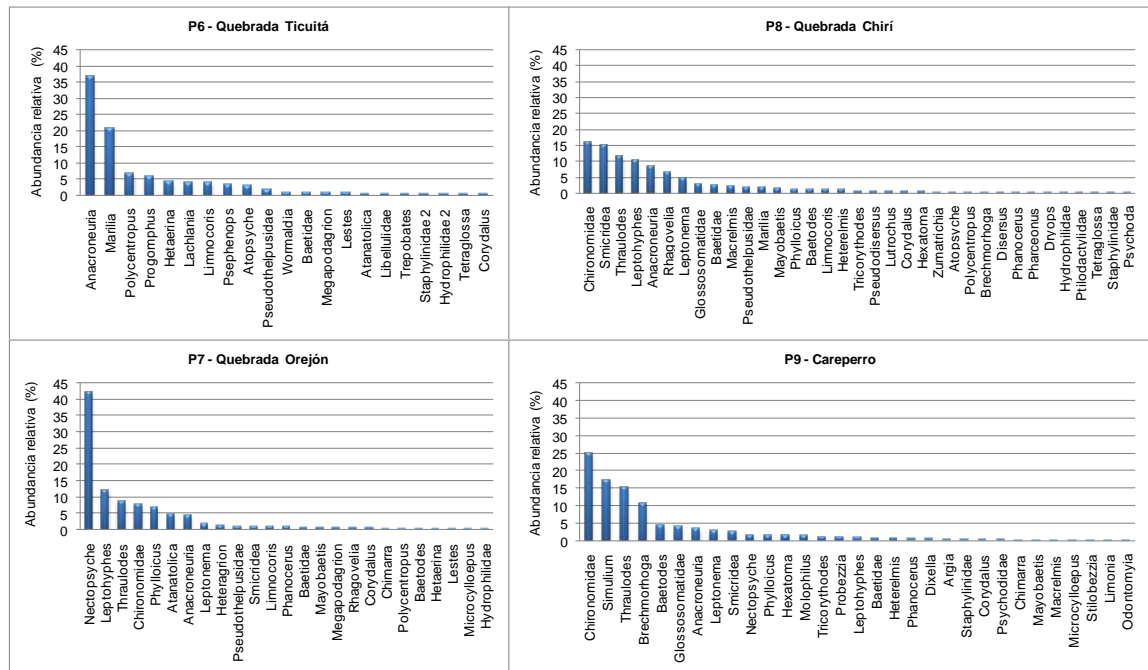 P6 - Quebrada Ticuitá
Abundancia relativa (%)
45
40
35
30
25
20
15
10
5
0
Anacroneuria
Marilia
Polycentropus
Progomphus
Hetaerina
Lachlania
Limnocoris
Psephenops
Atopsyche
Pseudothelpusidae
Wormaldia
Baetidae
Megapodagrion
Lestes
Atanatolica
Libellulidae
Trepobates
Staphylinidae 2
Hydrophilidae 2
Tetraglossa
Corydalus
P8 - Quebrada Chirí
Abundancia relativa (%)
45
40
35
30
25
20
15
10
5
0
Chironomidae
Smicridea
Thraulodes
Leptohyphes
Anacroneuria
Rhagovelia
Leptonema
Glossosomatidae
Baetidae
Macrelmis
Pseudothelpusidae
Marilia
Mayobaetis
Phylloicus
Baetodes
Limnocoris
Heterelmis
Tricorythodes
Pseudodisersus
Lutrochus
Corydalus
Hexatoma
Zumatrichia
Atopsyche
Polycentropus
Brechmorhoga
Disersus
Phanocerus
Phareonus
Dryops
Hydrophilidae
Ptilodactylidae
Tetraglossa
Staphylinidae
Limonia
Psychoda
P7 - Quebrada Orejón
Abundancia relativa (%)
45
40
35
30
25
20
15
10
5
0
Nectopsyche
Leptohyphes
Thraulodes
Chironomidae
Phylloicus
Atanatolica
Anacroneuria
Leptonema
Heteragrion
Pseudothelpusidae
Smicridea
Limnocoris
Phanocerus
Baetidae
Mayobaetis
Megapodagrion
Rhagovelia
Corydalus
Chimarra
Polycentropus
Baetodes
Hetaerina
Lestes
Microcylloepus
Hydrophilidae
P9 - Careperro
Abundancia relativa (%)
45
40
35
30
25
20
15
10
5
0
Chironomidae
Simulium
Thraulodes
Brechmorhoga
Baetodes
Glossosomatidae
Anacroneuria
Leptonema
Smicridea
Nectopsyche
Phylloicus
Hexatoma
Molophilus
Tricorythodes
Probezzia
Leptohyphes
Baetidae
Heterelmis
Phanocerus
Dixella
Argia
Staphylinidae
Corydalus
Psychodidae
Chimarra
Mayobaetis
Macrelmis
Microcylloepus
Stilobezzia
Limonia
Odontomyia